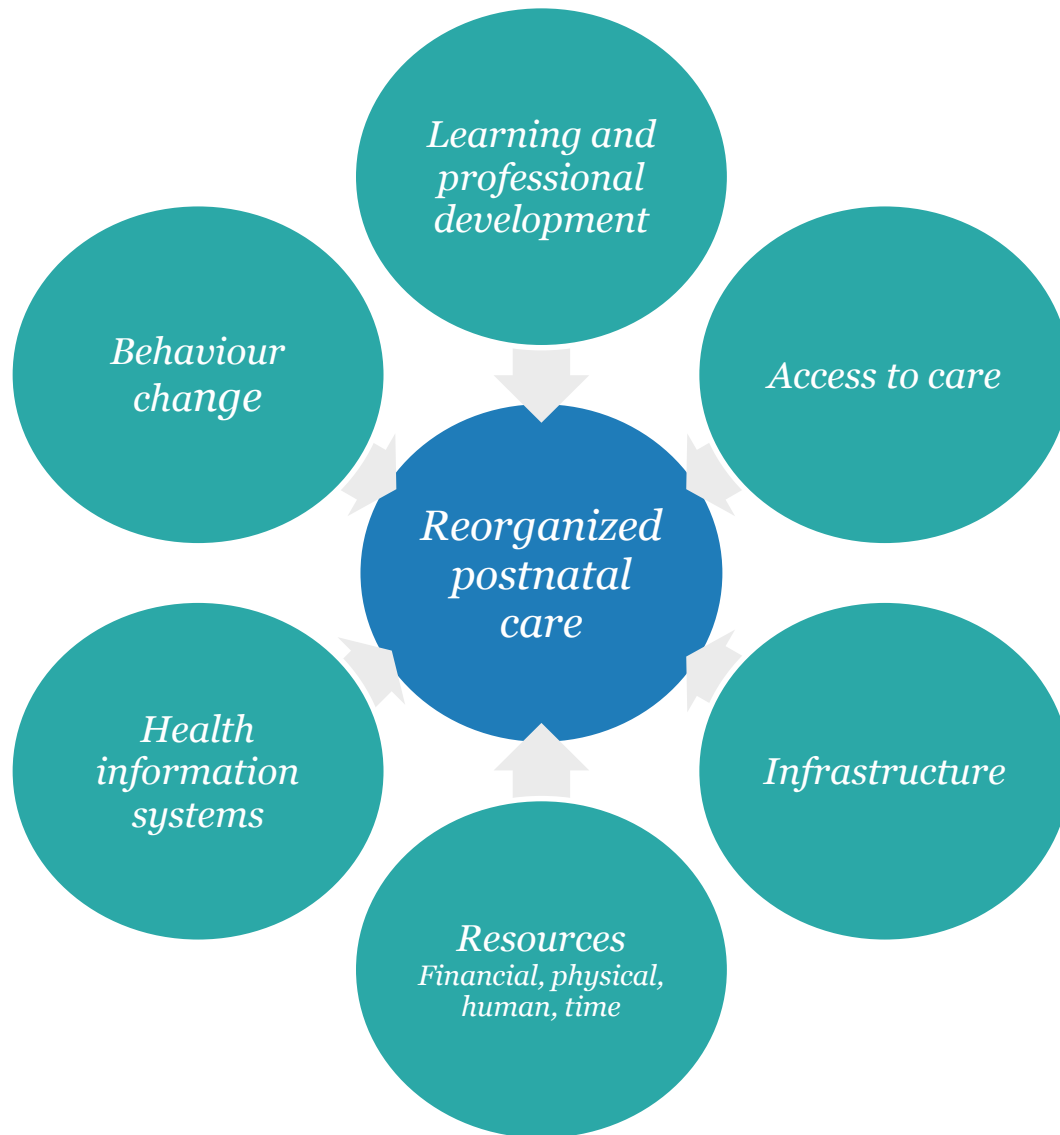 Learning and
professional
development
Behaviour
change
Access to care
Reorganized
postnatal
care
Health
information
systems
Infrastructure
Resources
Financial, physical,
human, time